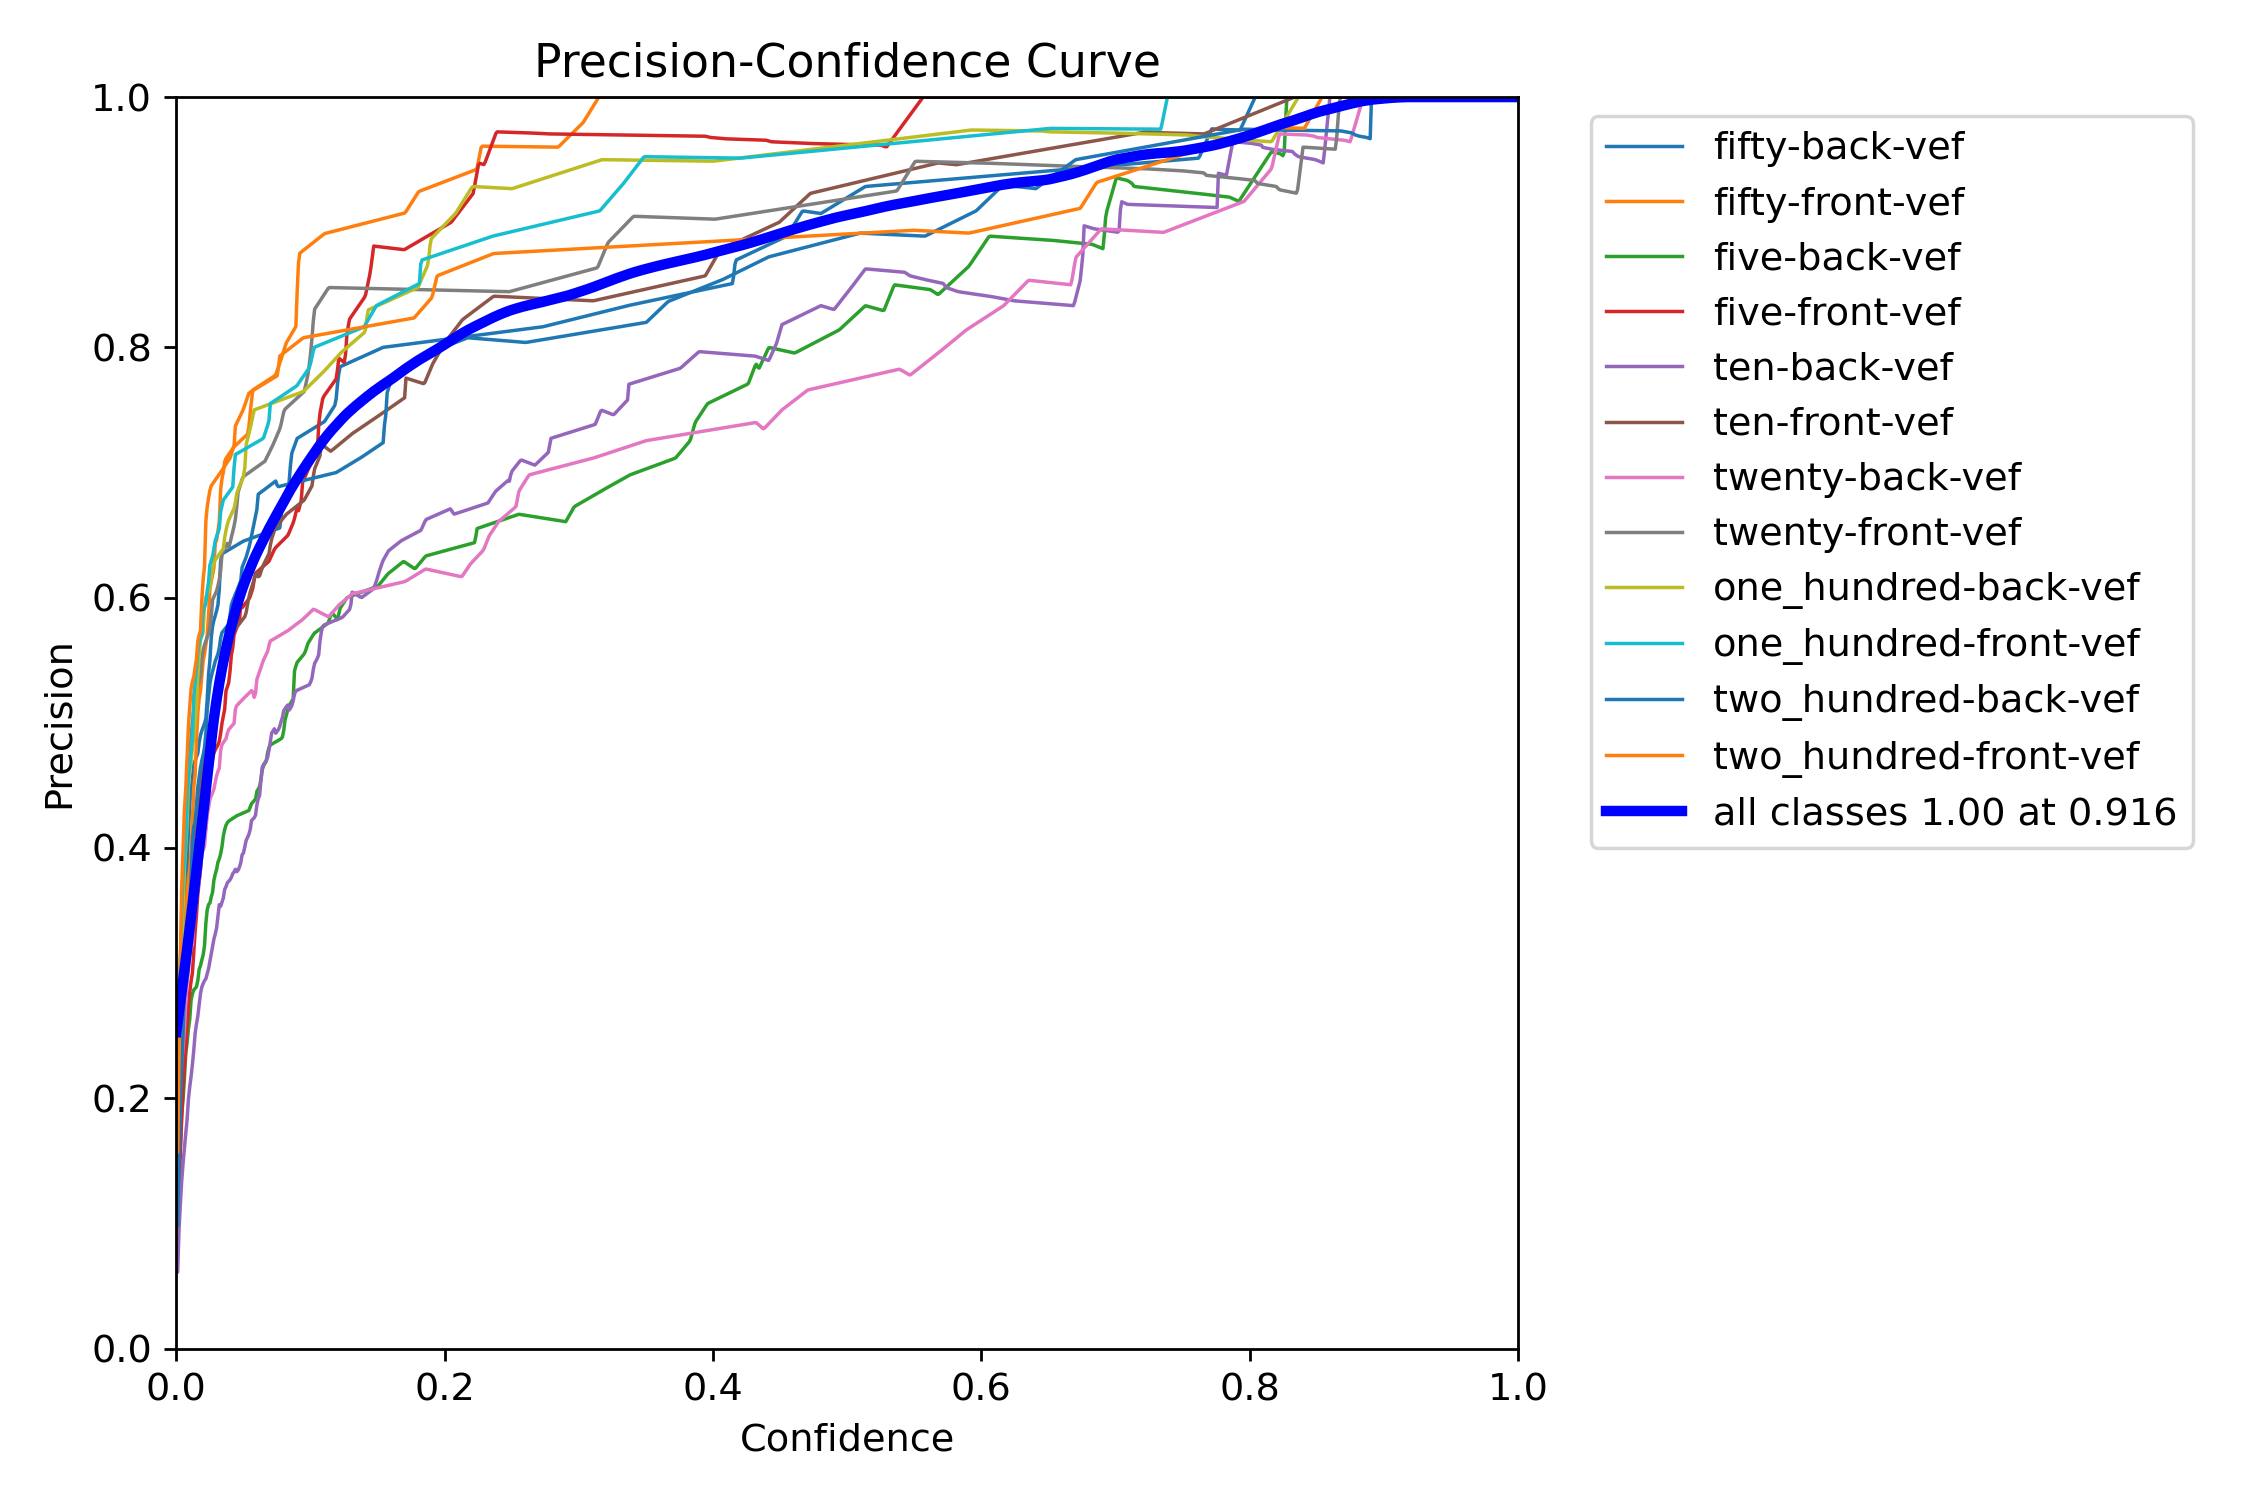 Precision-Confidence Curve
1.0
0.8
0.6
0.4
0.2
0.0
Precision
0.0 0.2 0.4 0.6 0.8 1.0
Confidence
fifty-back-vef
fifty-front-vef
five-back-vef
five-front-vef
ten-back-vef
ten-front-vef
twenty-back-vef
twenty-front-vef
one_hundred-back-vef
one_hundred-front-vef
two_hundred-back-vef
two_hundred-front-vef
all classes 1.00 at 0.916